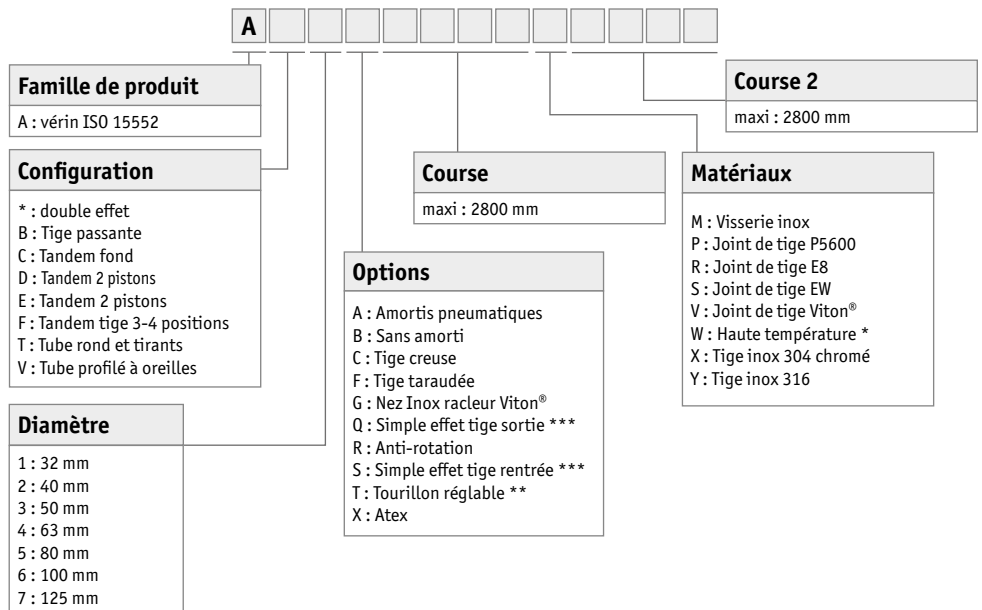 A
Famille de produit
A : vérin ISO 15552
Configuration
* : double effet
B : Tige passante
C : Tandem fond
D : Tandem 2 pistons
E : Tandem 2 pistons
F : Tandem tige 3-4 positions
T : Tube rond et tirants
V : Tube profilé à oreilles
Diamètre
1 : 32 mm
2 : 40 mm
3 : 50 mm
4 : 63 mm
5 : 80 mm
6 : 100 mm
7 : 125 mm
Options
A : Amortis pneumatiques
B : Sans amorti
C : Tige creuse
F : Tige taraudée
G : Nez Inox racleur Viton®
Q : Simple effet tige sortie ***
R : Anti-rotation
S : Simple effet tige rentrée ***
T : Tourillon réglable **
X : Atex
Course
maxi : 2800 mm
Matériaux
M : Visserie inox
P : Joint de tige P5600
R : Joint de tige E8
S : Joint de tige EW
V : Joint de tige Viton®
W : Haute température *
X : Tige inox 304 chromé
Y : Tige inox 316
Course 2
maxi : 2800 mm